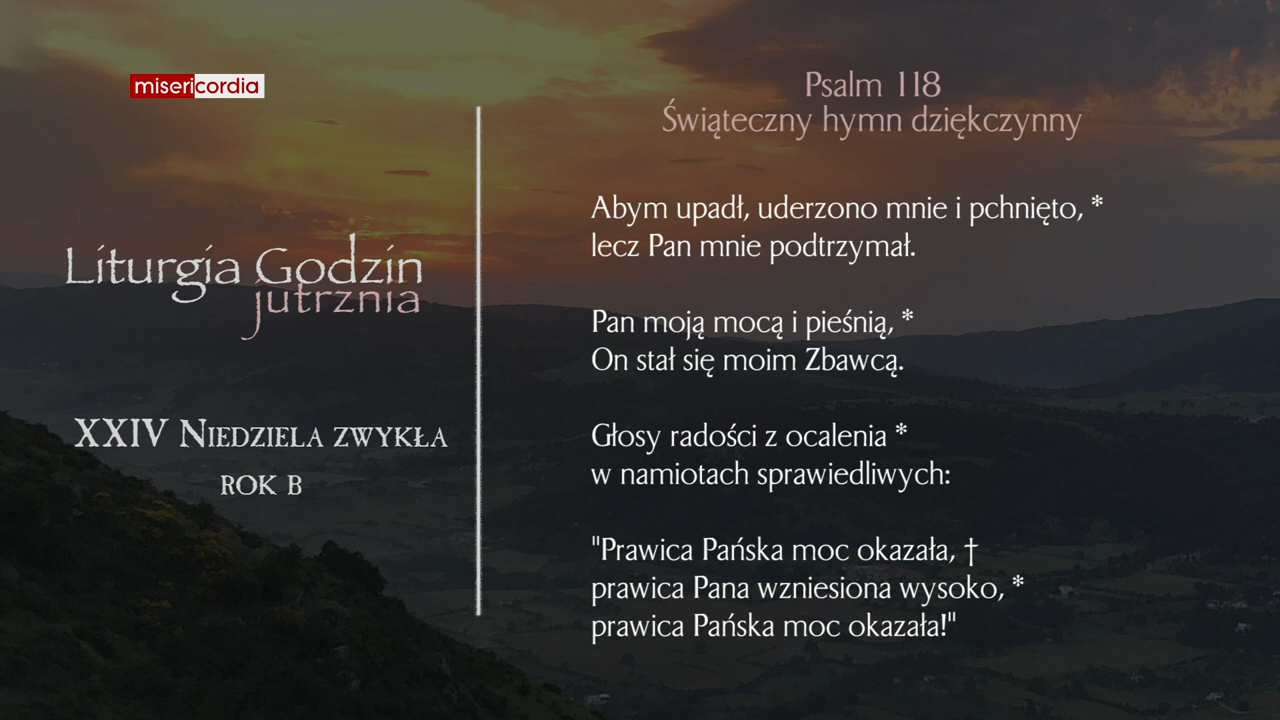 misericordia
Liturgia Godzin
jutrznia
XXIV Niedziela zwykła
rok B
Psalm 118
Świąteczny hymn dziękczynny
Abym upadł, uderzono mnie i pchnięto, *
lecz Pan mnie podtrzymał.
Pan moją mocą i pieśnią, *
On stał się moim Zbawcą.
Głosy radości z ocalenia *
w namiotach sprawiedliwych:
"Prawica Pańska moc okazała, †
prawica Pana wzniesiona wysoko, *
prawica Pańska moc okazała!"